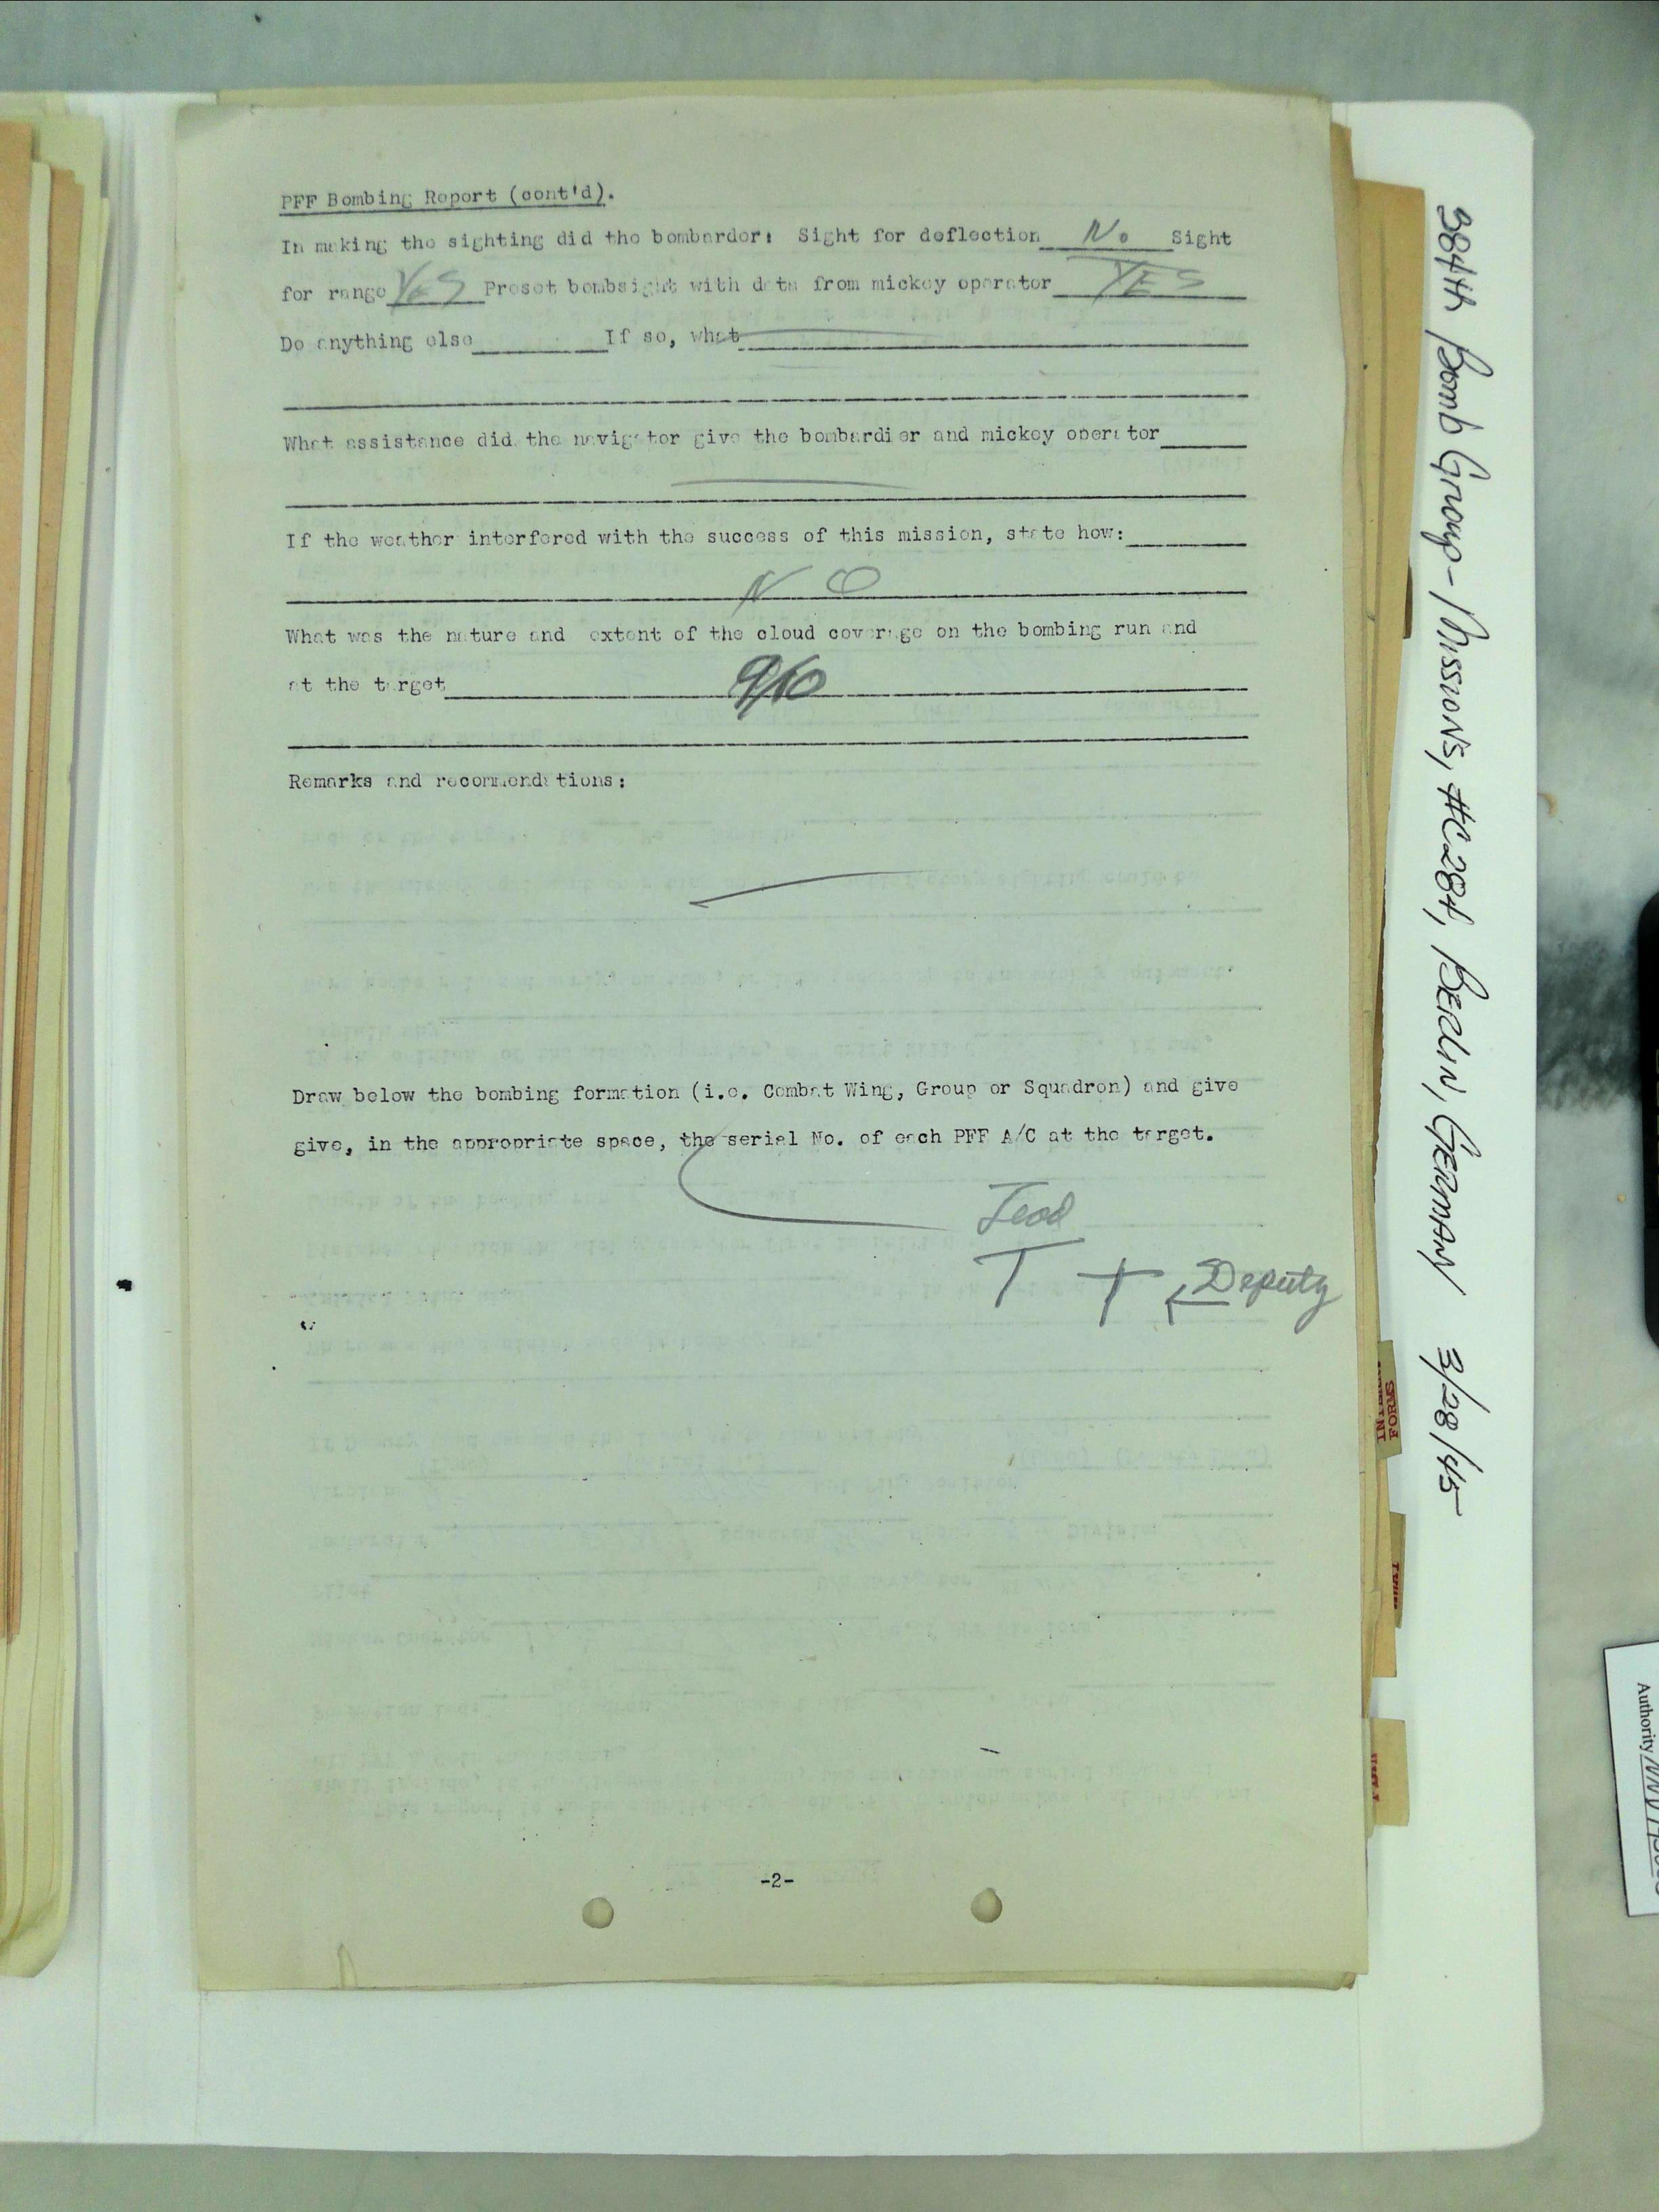 PFF Bombing Report (cont'd).
In making the sighting did the bombarder: Sight for deflection No Sight
for range YES Preset bombsight with data from mickey operator YES
Do anything else If so, what
What assistance did the navigator give the bombardier and mickey operator
If the weather interfered with the success of this mission, state how:
NO
What was the nature and extent of the cloud coverage on the bombing run and
at the target 9/10
Remarks and recommendations:
Draw below the bombing formation (i.e. Combat Wing, Group or Squadron) and give
give, in the appropriate space, the serial No. of each PFF A/C at the target.
Lead
Deputy
-2-
384th Bomb Group - Missions, #C284, BERLIN, GERMANY 3/28/45
FORMS
Authority